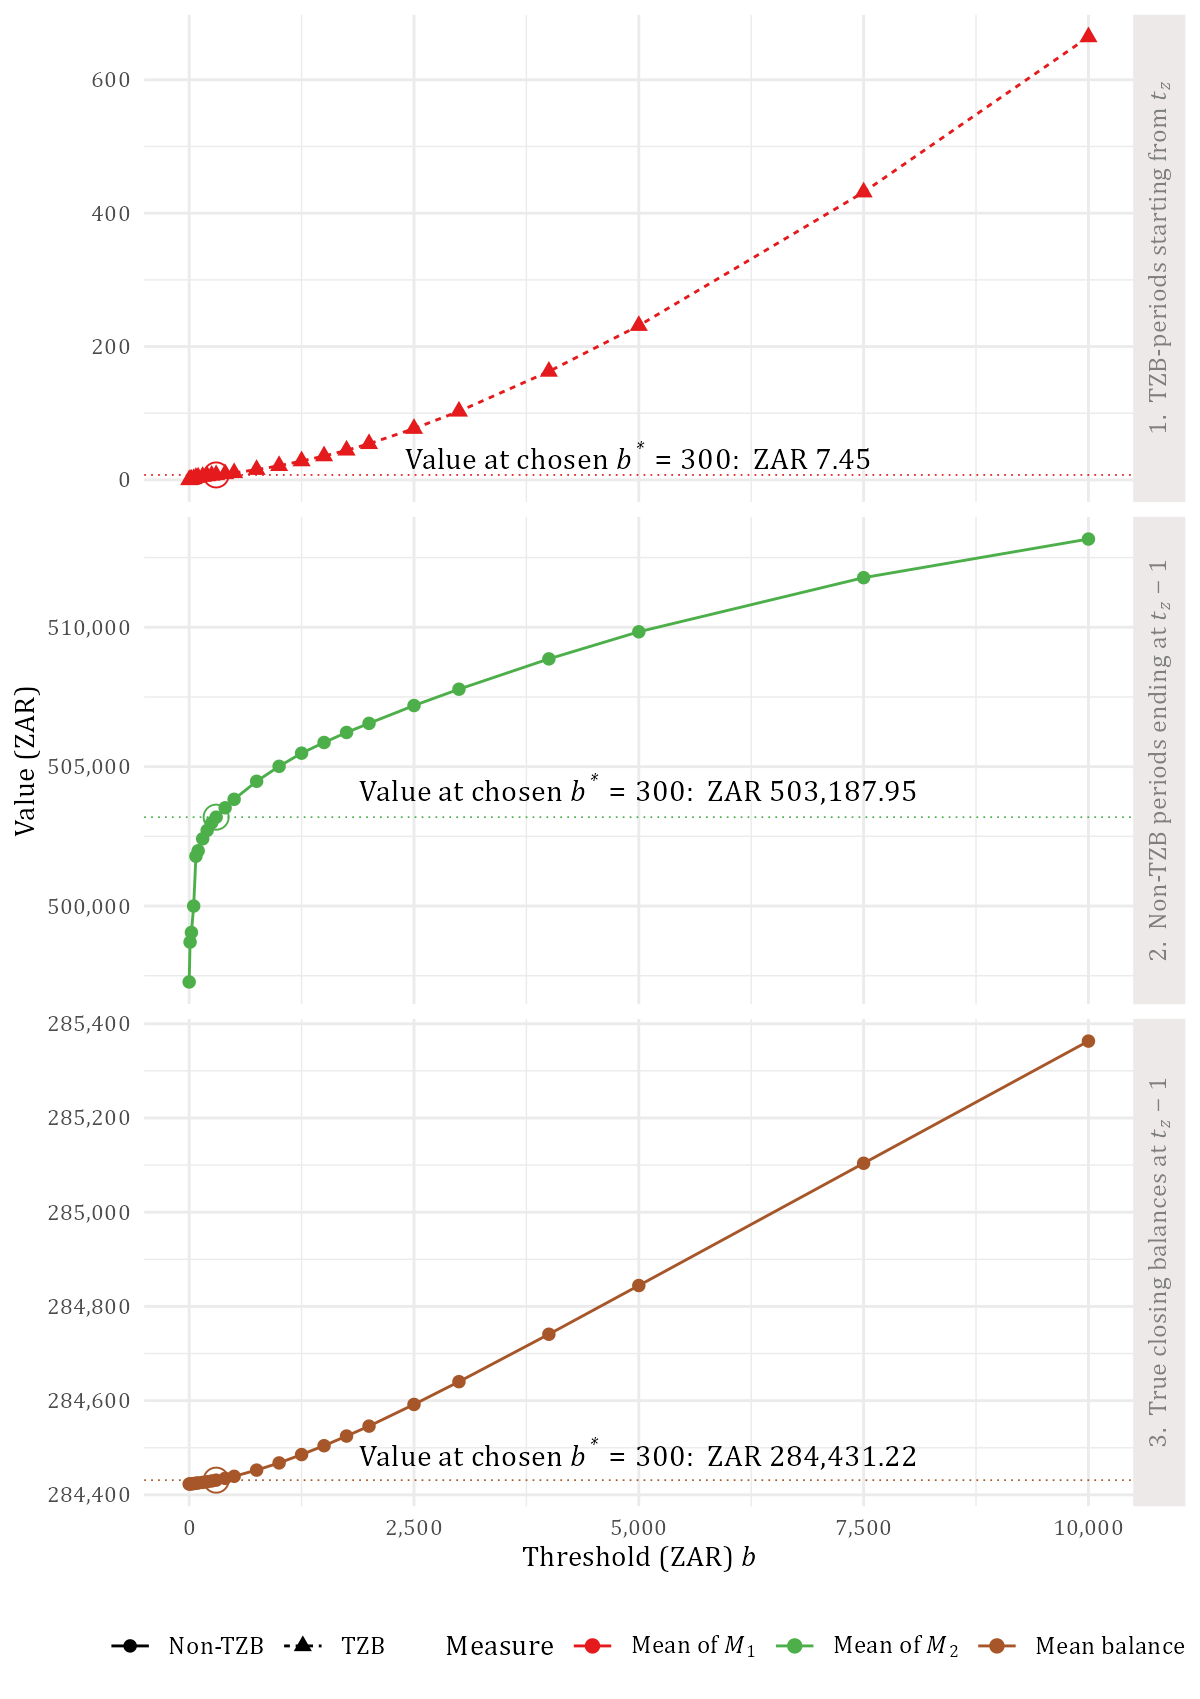 Value (ZAR)
600
400
200
0
Value at chosen b* = 300: ZAR 7.45
1. TZB-periods starting from t_z
510,000
505,000
500,000
Value at chosen b* = 300: ZAR 503,187.95
2. Non-TZB periods ending at t_z − 1
285,400
285,200
285,000
284,800
284,600
284,400
Value at chosen b* = 300: ZAR 284,431.22
3. True closing balances at t_z − 1
0 2,500 5,000 7,500 10,000
Threshold (ZAR) b
Non-TZB TZB Measure Mean of M_1 Mean of M_2 Mean balance